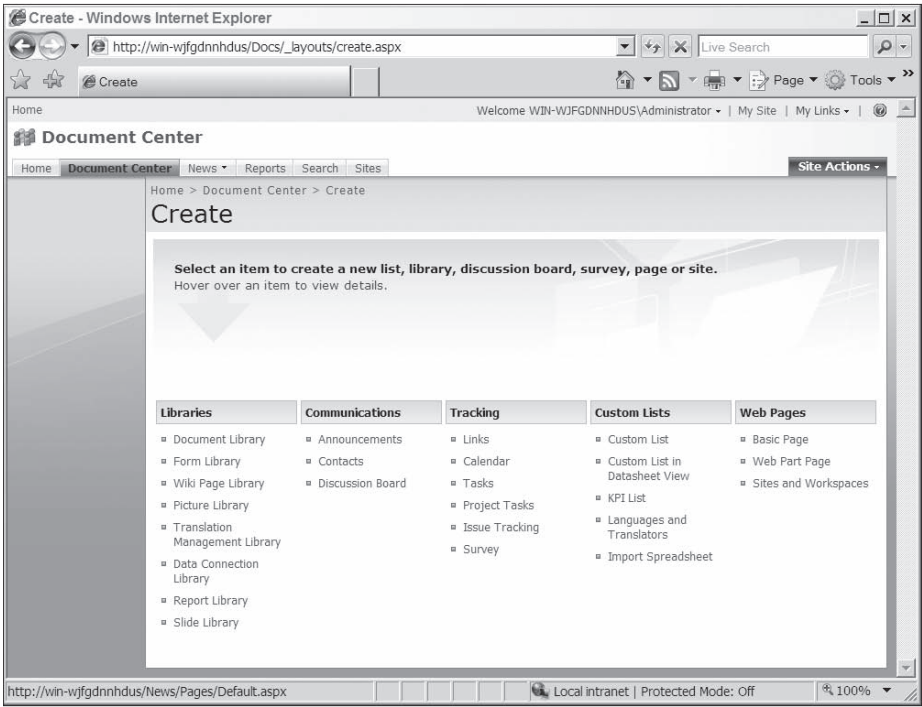 Create - Windows Internet Explorer
http://win-wjfgdnnhdus/Docs/_layouts/create.aspx
Live Search
Create
Page
Tools
Home
Welcome WIN-WJFGDNNHDUS\Administrator
My Site
My Links
Document Center
Home
Document Center
News
Reports
Search
Sites
Site Actions
Home > Document Center > Create
Create
Select an item to create a new list, library, discussion board, survey, page or site.
Hover over an item to view details.
Libraries
Document Library
Form Library
Wiki Page Library
Picture Library
Translation
Management Library
Data Connection
Library
Report Library
Slide Library
Communications
Announcements
Contacts
Discussion Board
Tracking
Links
Calendar
Tasks
Project Tasks
Issue Tracking
Survey
Custom Lists
Custom List
Custom List in
Datasheet View
KPI List
Languages and
Translators
Import Spreadsheet
Web Pages
Basic Page
Web Part Page
Sites and Workspaces
http://win-wjfgdnnhdus/News/Pages/Default.aspx
Local intranet | Protected Mode: Off
100%